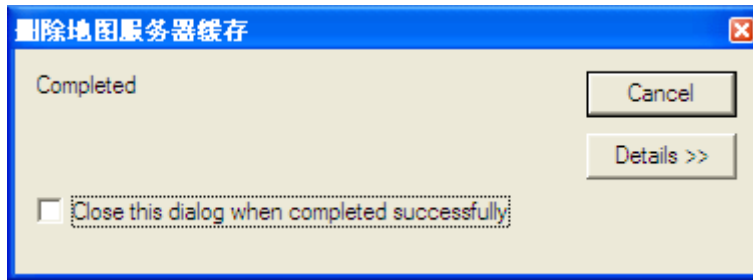 删除地图服务器缓存
Completed
Cancel
Details >>
Close this dialog when completed successfully